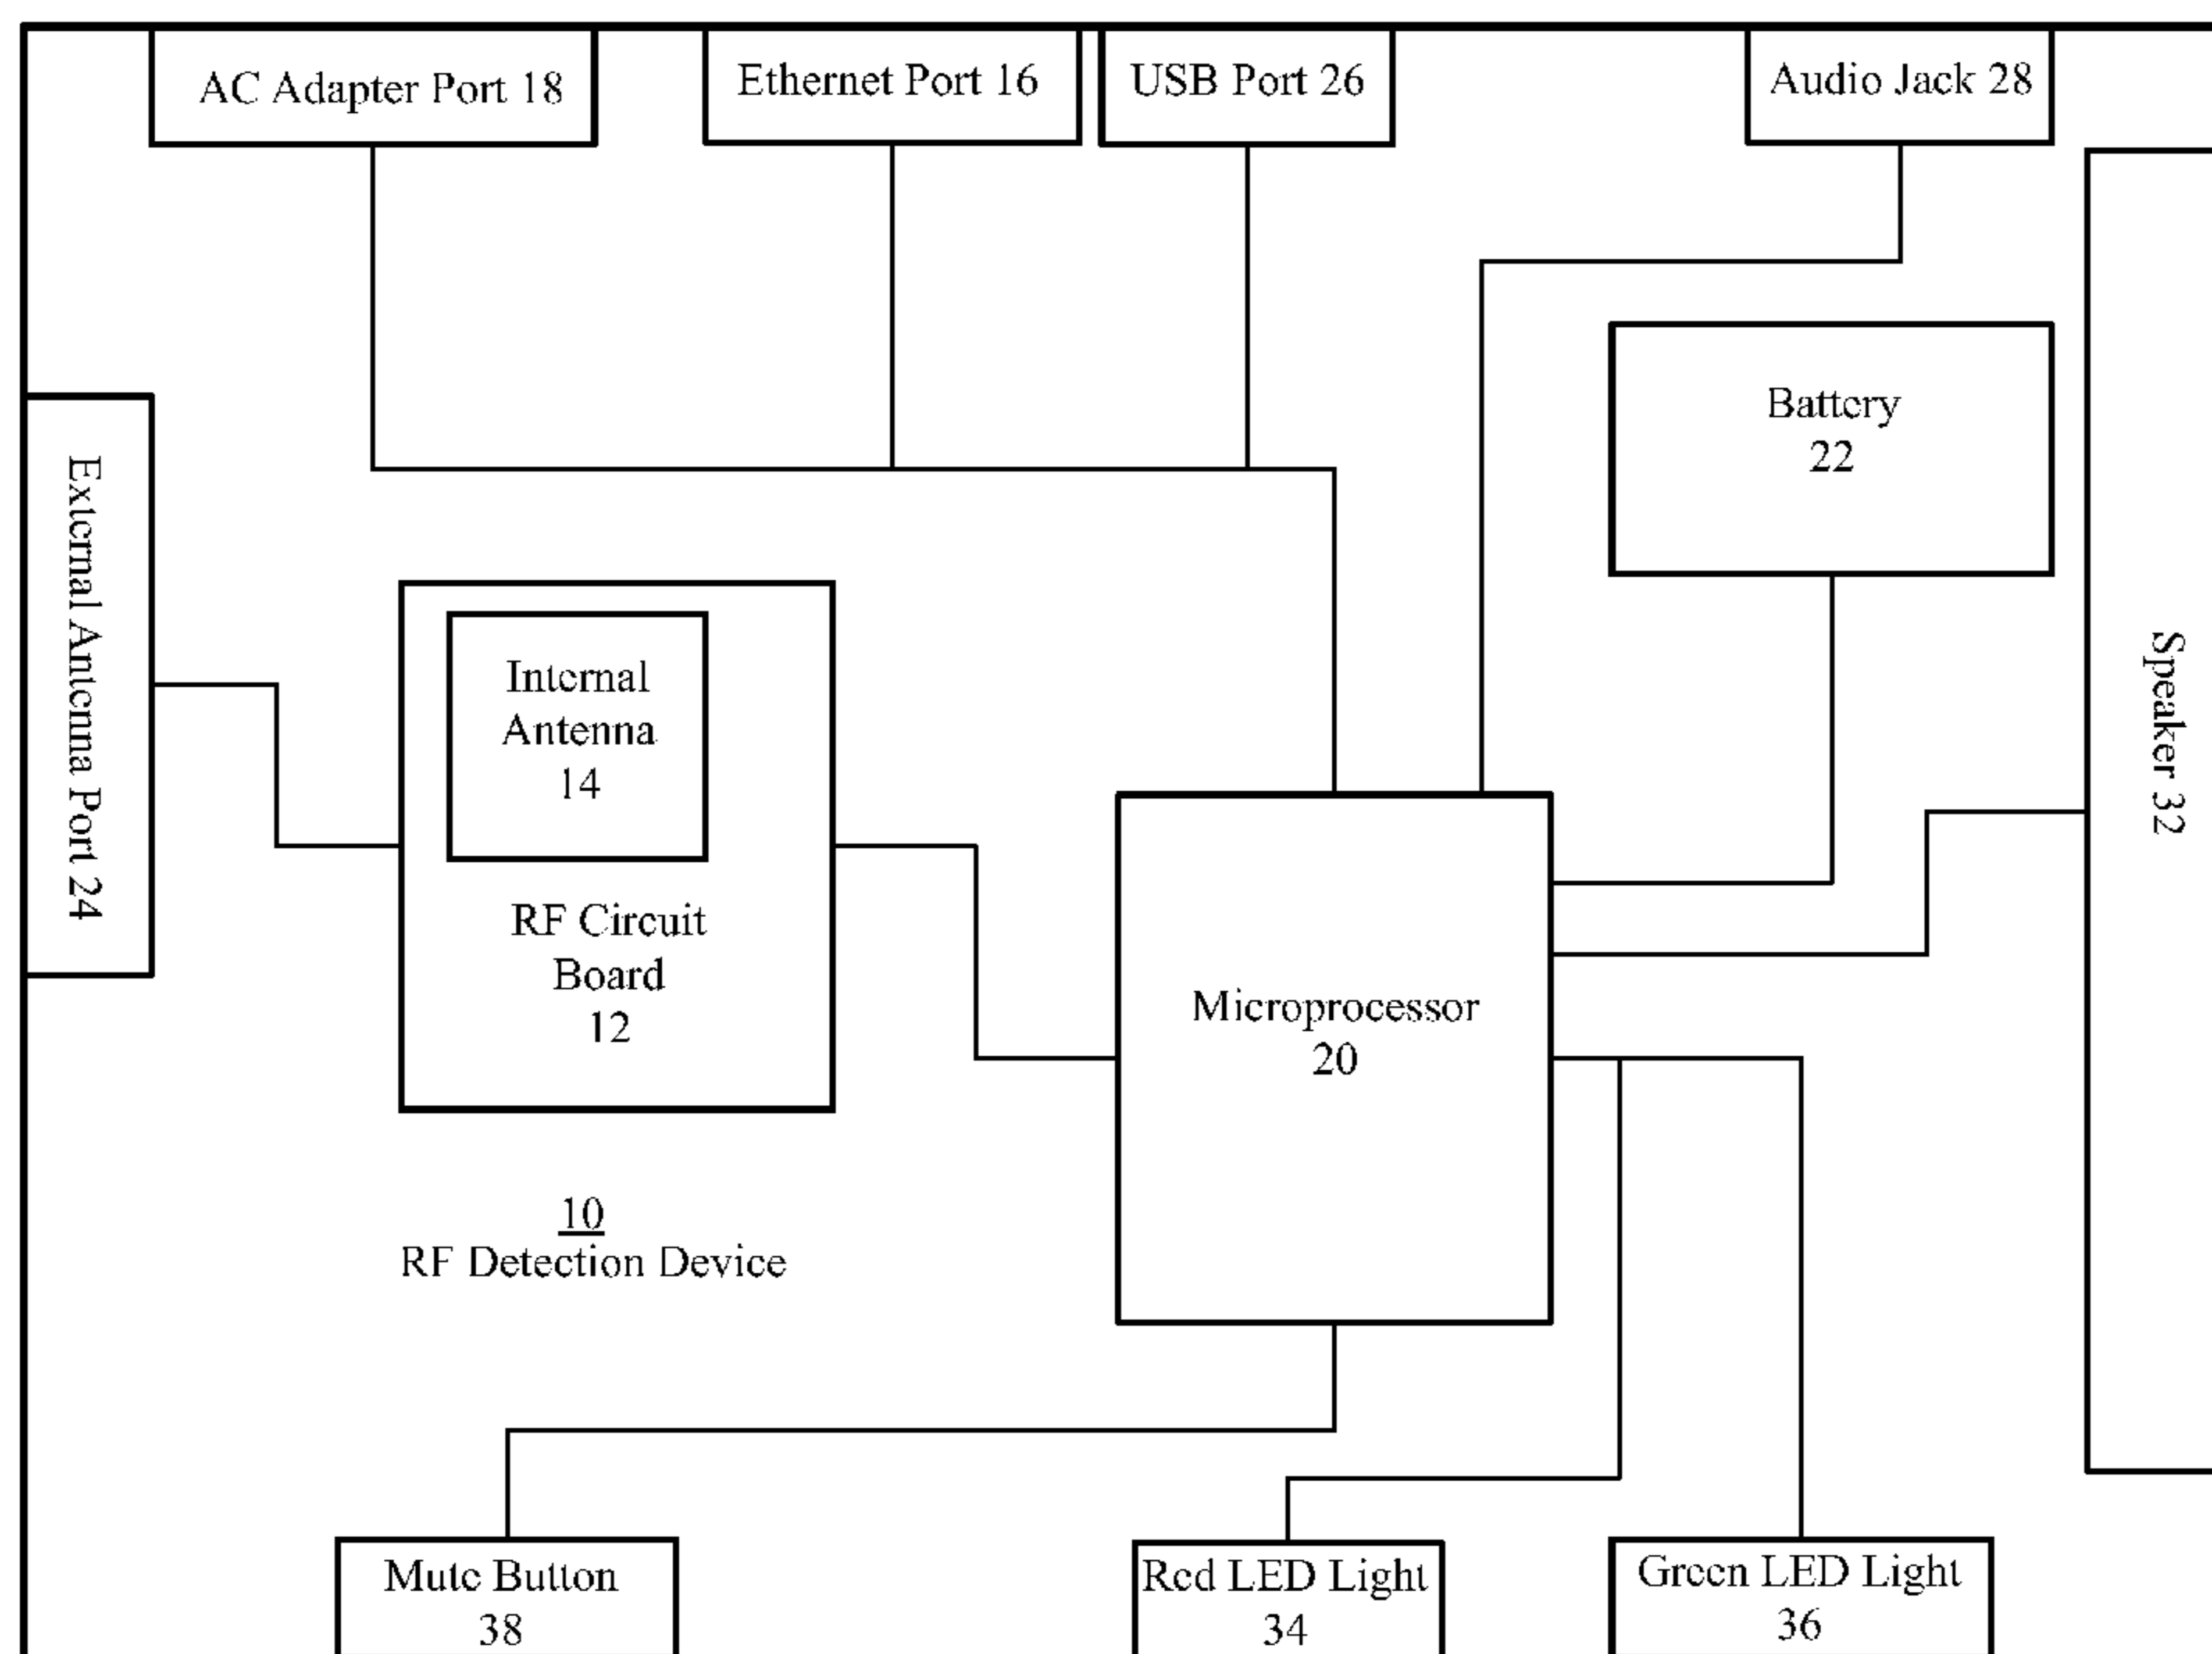 AC Adapter Port 18
Ethernet Port 16
USB Port 26
Audio Jack 28
Battery
22
External Antenna Port 24
Internal
Antenna
14
RF Circuit
Board
12
Speaker 32
Microprocessor
20
10
RF Detection Device
Mute Button
38
Red LED Light
34
Green LED Light
36